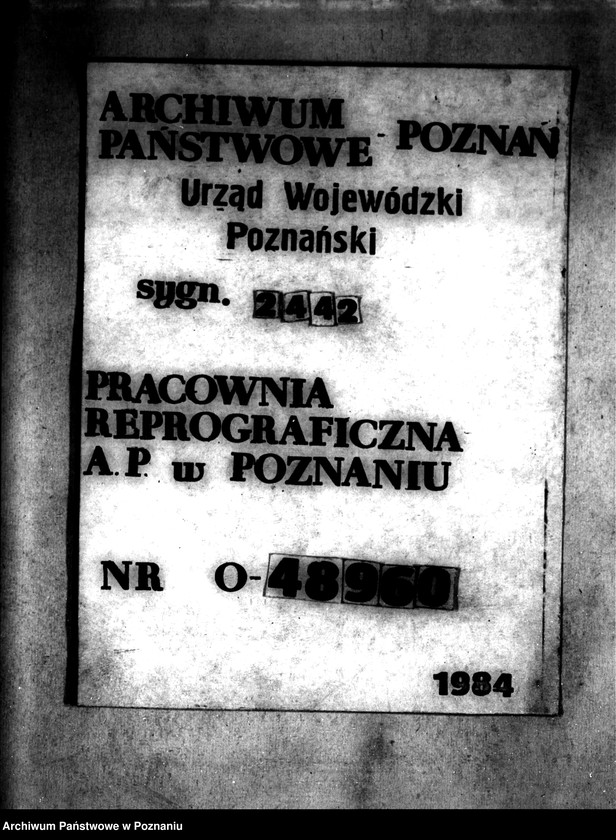 ARCHIWUM
PAŃSTWOWE - POZNAŃ
Urząd Wojewódzki
Poznański
sygn. 2442
PRACOWNIA
REPROGRAFICZNA
A.P. w POZNANIU
NR O-48960
1984
Archiwum Państwowe w Poznaniu